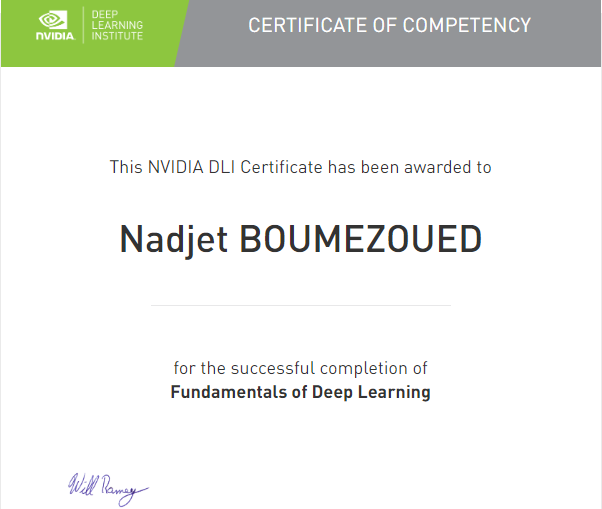 NVIDIA
DEEP
LEARNING
INSTITUTE
CERTIFICATE OF COMPETENCY
This NVIDIA DLI Certificate has been awarded to
Nadjet BOUMEZOUED
for the successful completion of
Fundamentals of Deep Learning
Will Ramey